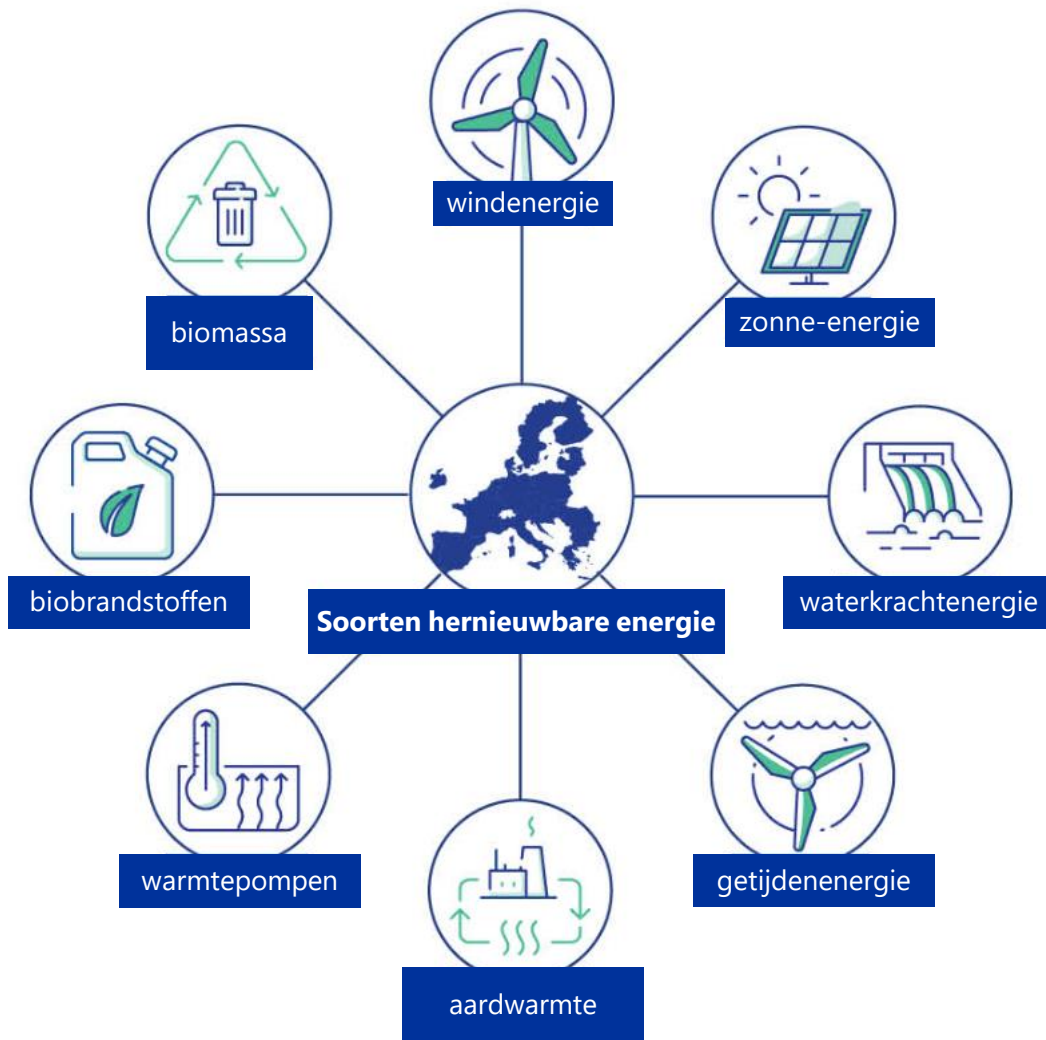 windenergie
zonne-energie
biomassa
biobrandstoffen
waterkrachtenergie
Soorten hernieuwbare energie
warmtepompen
getijdenenergie
aardwarmte